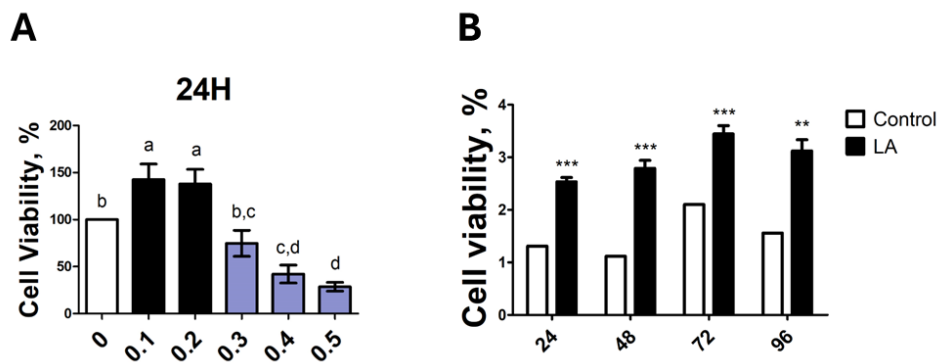 A
24H
Cell Viability, %
200
150
100
50
0
b
a
a
b,c
c,d
d
0
0.1
0.2
0.3
0.4
0.5
B
Cell viability, %
4
3
2
1
0
***
***
***
**
24
48
72
96
Control
LA